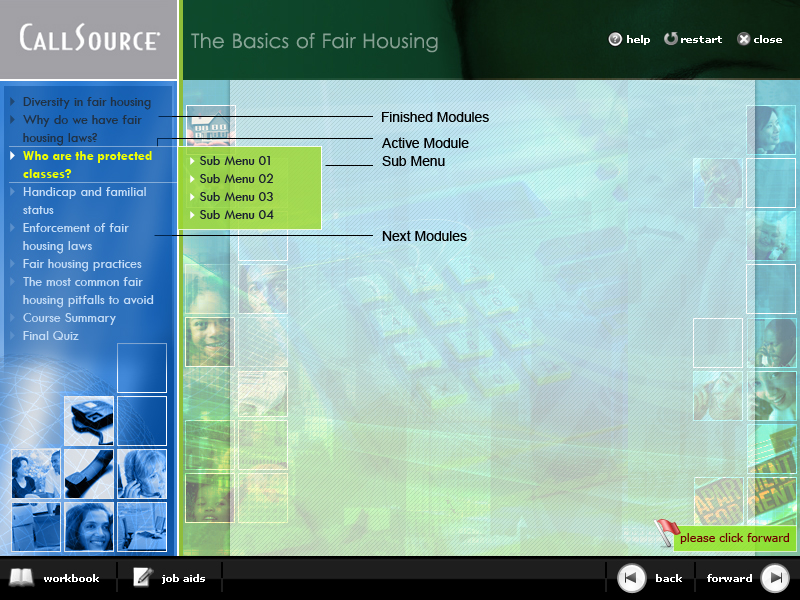 CALLSOURCE
The Basics of Fair Housing
help
restart
close
Diversity in fair housing
Why do we have fair
housing laws?
Who are the protected
classes?
Handicap and familial
status
Enforcement of fair
housing laws
Fair housing practices
The most common fair
housing pitfalls to avoid
Course Summary
Final Quiz
Sub Menu 01
Sub Menu 02
Sub Menu 03
Sub Menu 04
Finished Modules
Active Module
Sub Menu
Next Modules
please click forward
workbook
job aids
back
forward